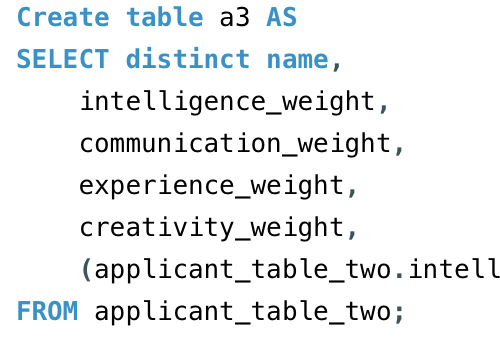 Create table a3 AS
SELECT distinct name,
intelligence_weight,
communication_weight,
experience_weight,
creativity_weight,
(applicant_table_two.intell
FROM applicant_table_two;